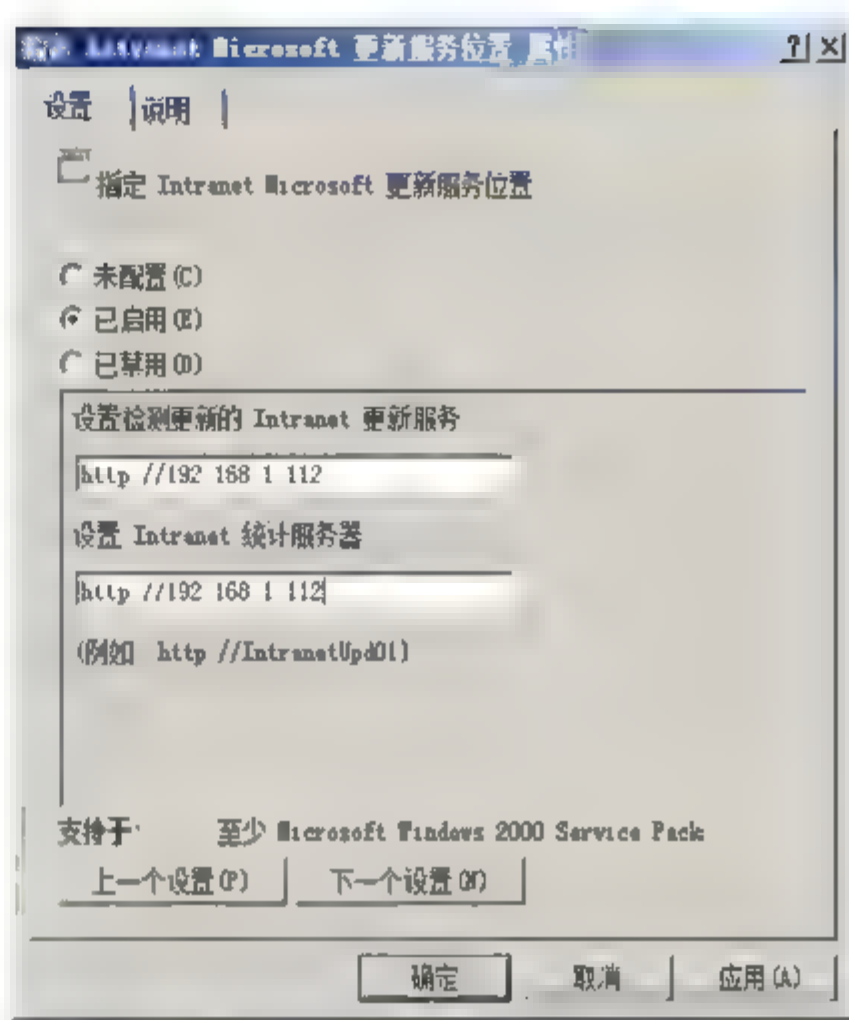 Microsoft 更新服务位置 属性
设置 说明
指定 Intranet Microsoft 更新服务位置
未配置(C)
已启用(E)
已禁用(D)
设置检测更新的 Intranet 更新服务
http //192 168 1 112
设置 Intranet 统计服务器
http //192 168 1 112
(例如 http //IntranetUpd01)
支持于: 至少 Microsoft Windows 2000 Service Pack
上一个设置(P) 下一个设置(N)
确定 取消 应用(A)